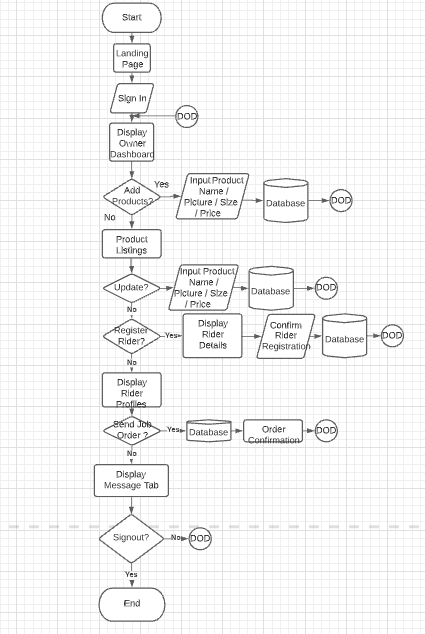 Start
Landing
Page
Sign In
DOD
Display
Owner
Dashboard
Add
Products?
Yes
Input Product
Name /
Picture / Size
/ Price
Database
DOD
No
Product
Listings
Update?
Input Product
Name /
Picture / Size
/ Price
Database
DOD
No
Register
Rider?
Yes
Display
Rider
Details
Confirm
Rider
Registration
Database
DOD
No
Display
Rider
Profiles
Send Job
Order ?
Yes
Database
Order
Confirmation
DOD
No
Display
Message Tab
Signout?
No
DOD
Yes
End